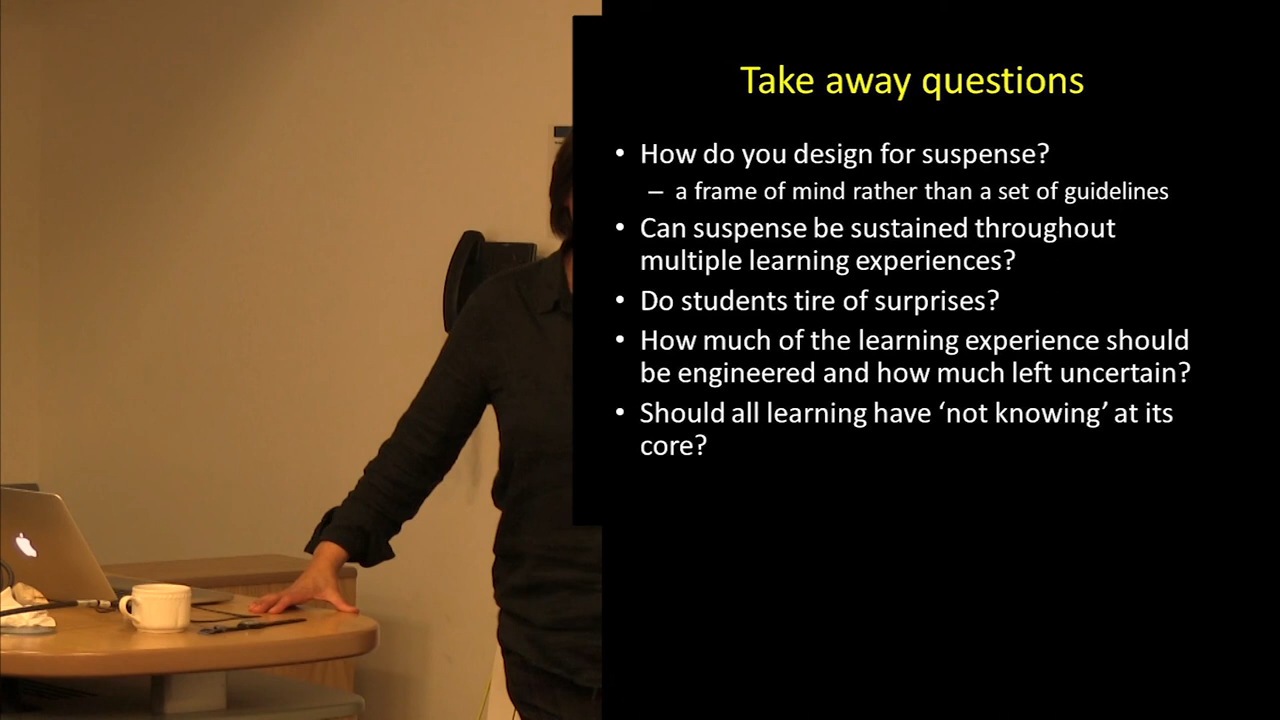 Take away questions
• How do you design for suspense?
– a frame of mind rather than a set of guidelines
• Can suspense be sustained throughout
multiple learning experiences?
• Do students tire of surprises?
• How much of the learning experience should
be engineered and how much left uncertain?
• Should all learning have ‘not knowing’ at its
core?